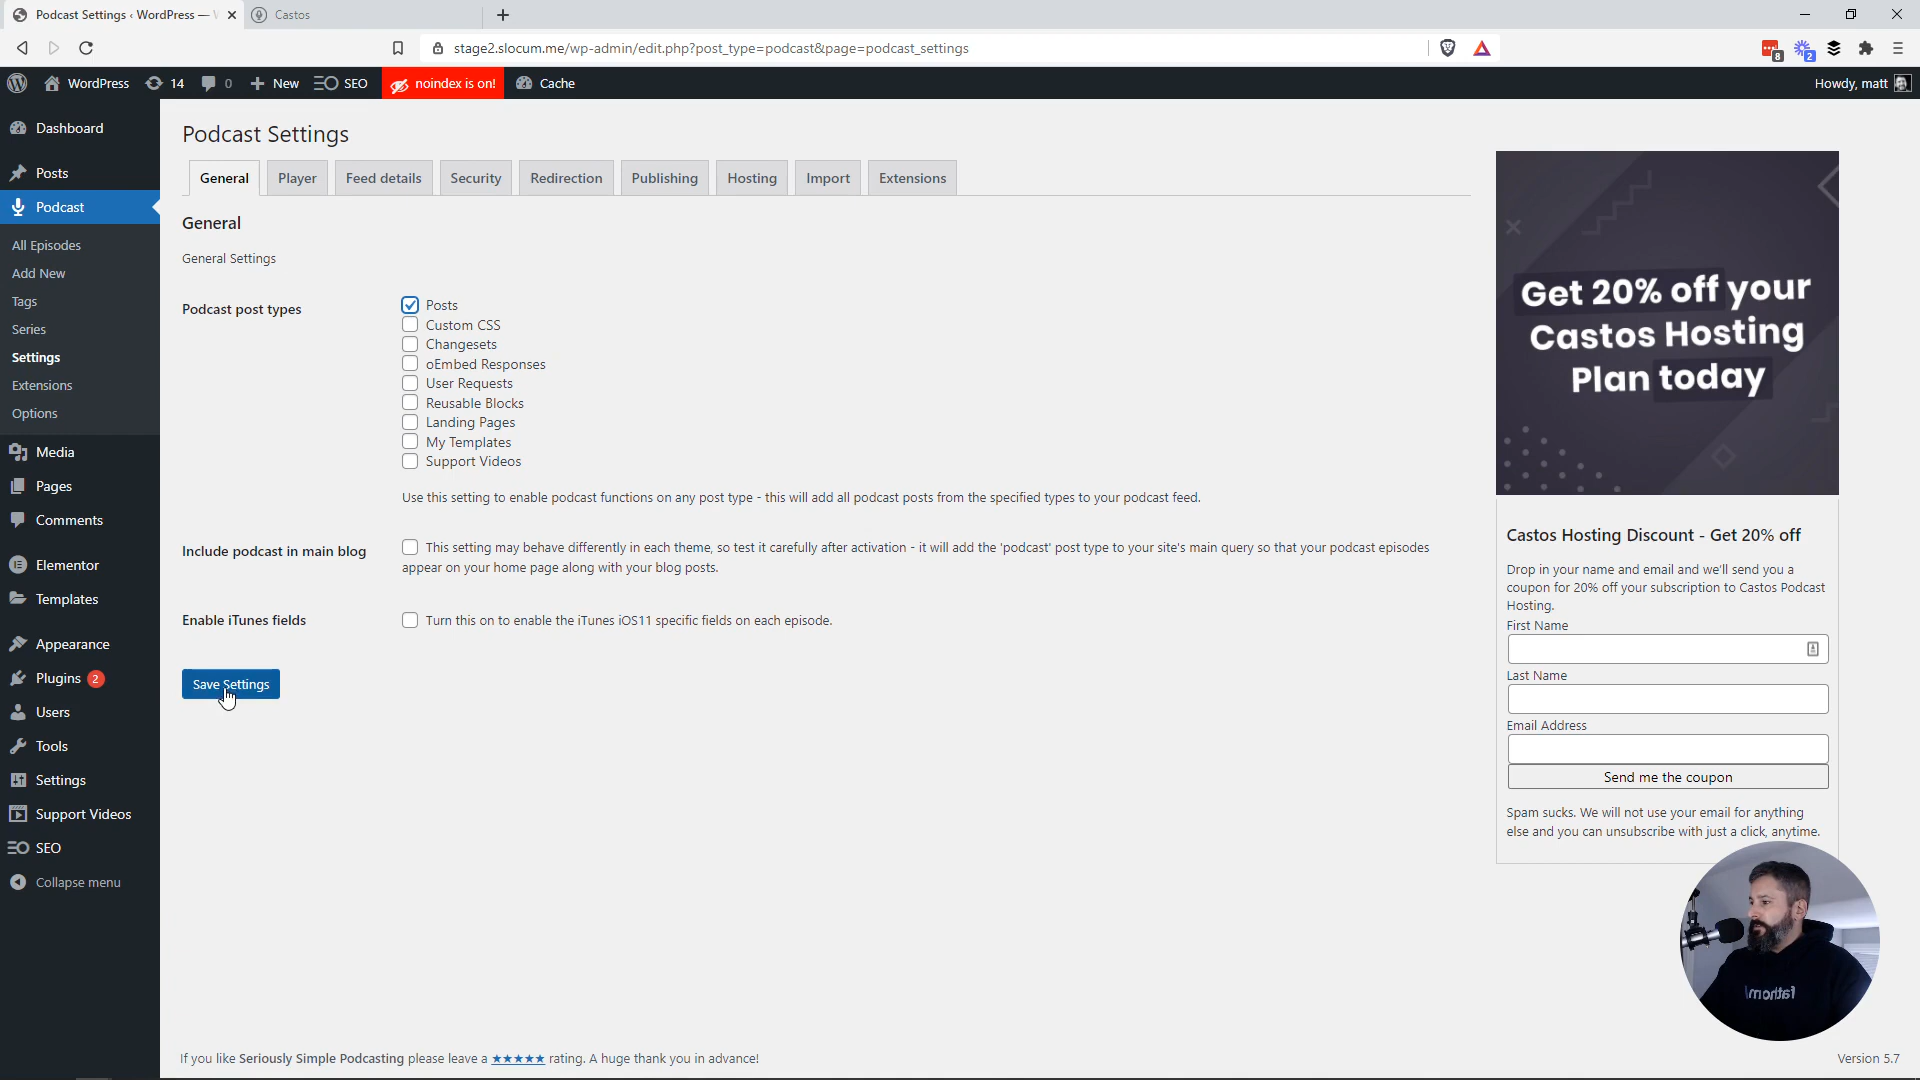 Podcast Settings ‹ WordPress —
Castos
stage2.slocum.me/wp-admin/edit.php?post_type=podcast&page=podcast_settings
8
2
WordPress
14
0
New
SEO
noindex is on!
Cache
Howdy, matt
Dashboard
Posts
Podcast
All Episodes
Add New
Tags
Series
Settings
Extensions
Options
Media
Pages
Comments
Elementor
Templates
Appearance
Plugins 2
Users
Tools
Settings
Support Videos
SEO
Collapse menu
Podcast Settings
General
Player
Feed details
Security
Redirection
Publishing
Hosting
Import
Extensions
General
General Settings
Podcast post types
Posts
Custom CSS
Changesets
oEmbed Responses
User Requests
Reusable Blocks
Landing Pages
My Templates
Support Videos
Use this setting to enable podcast functions on any post type - this will add all podcast posts from the specified types to your podcast feed.
Include podcast in main blog
This setting may behave differently in each theme, so test it carefully after activation - it will add the 'podcast' post type to your site's main query so that your podcast episodes
appear on your home page along with your blog posts.
Enable iTunes fields
Turn this on to enable the iTunes iOS11 specific fields on each episode.
Save Settings
Get 20% off your
Castos Hosting
Plan today
Castos Hosting Discount - Get 20% off
Drop in your name and email and we'll send you a
coupon for 20% off your subscription to Castos Podcast
Hosting.
First Name
Last Name
Email Address
Send me the coupon
Spam sucks. We will not use your email for anything
else and you can unsubscribe with just a click, anytime.
fathom/
If you like Seriously Simple Podcasting please leave a ★★★★★ rating. A huge thank you in advance!
Version 5.7